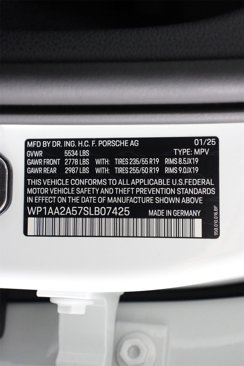 MFD BY DR. ING. H.C. F. PORSCHE AG 01/25
GVWR 5534 LBS TYPE: MPV
GAWR FRONT 2778 LBS WITH: TIRES 235/55 R19 RIMS 8.5JX19
GAWR REAR 2987 LBS WITH: TIRES 255/50 R19 RIMS 9.0JX19
THIS VEHICLE CONFORMS TO ALL APPLICABLE U.S. FEDERAL
MOTOR VEHICLE SAFETY AND THEFT PREVENTION STANDARDS
IN EFFECT ON THE DATE OF MANUFACTURE SHOWN ABOVE.
WP1AA2A57SLB07425 MADE IN GERMANY